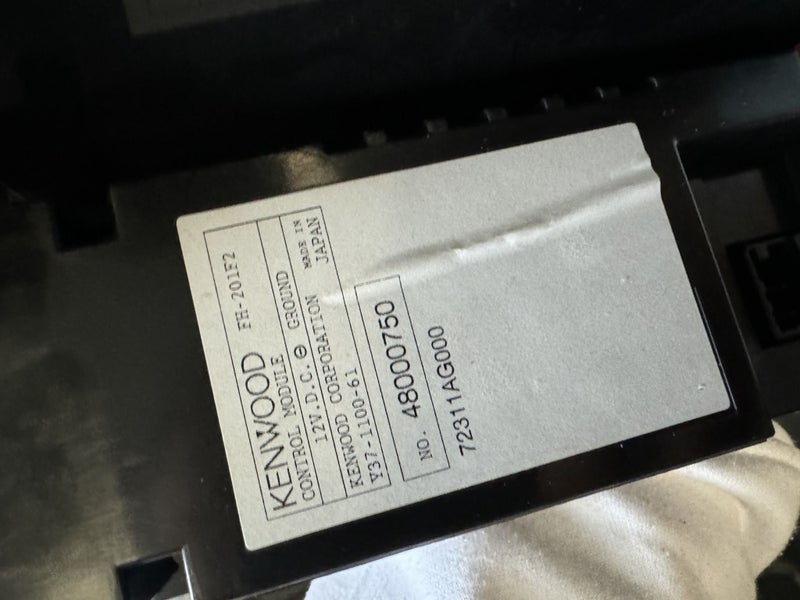 KENWOOD FH-201F2
CONTROL MODULE
12V.D.C. ⊖ GROUND
KENWOOD CORPORATION MADE IN JAPAN
Y37-1100-61
NO. 48000750
72311AG000